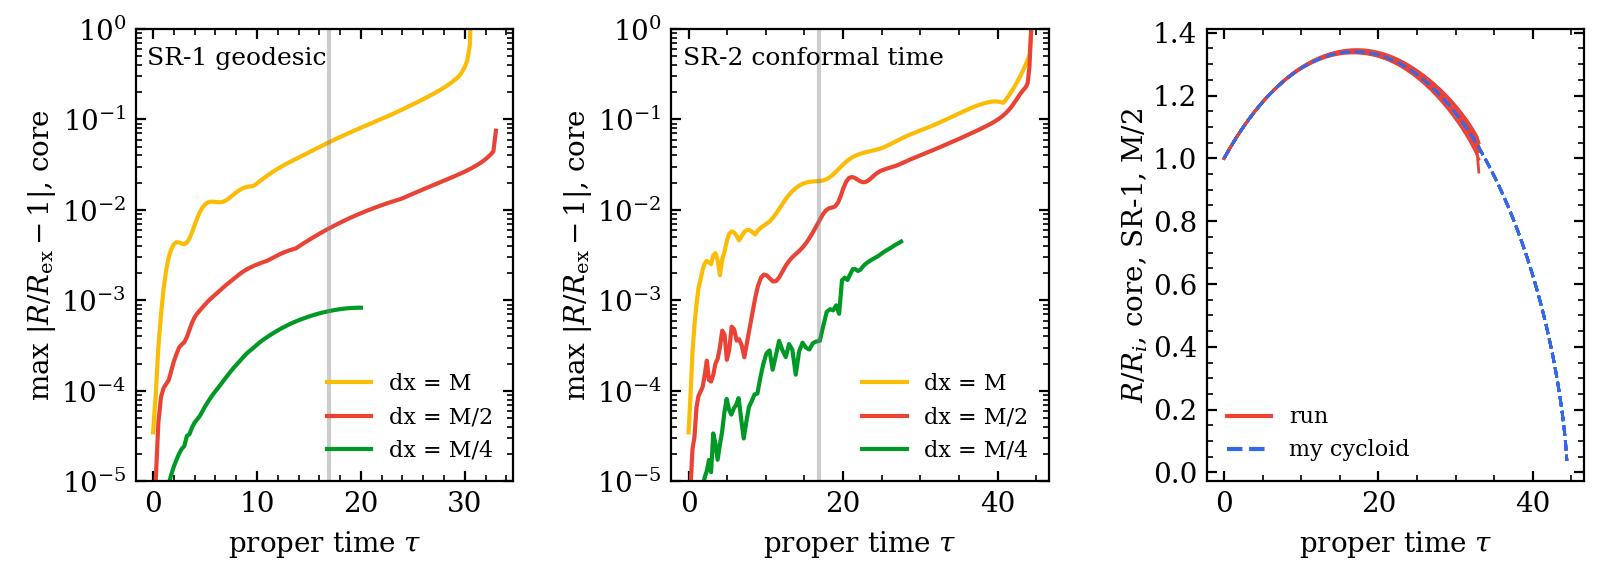 SR-1 geodesic
max |R/R_ex − 1|, core
10^0
10^−1
10^−2
10^−3
10^−4
10^−5
dx = M
dx = M/2
dx = M/4
0 10 20 30
proper time τ
SR-2 conformal time
max |R/R_ex − 1|, core
10^0
10^−1
10^−2
10^−3
10^−4
10^−5
dx = M
dx = M/2
dx = M/4
0 20 40
proper time τ
R/R_i, core, SR-1, M/2
1.4
1.2
1.0
0.8
0.6
0.4
0.2
0.0
run
my cycloid
0 20 40
proper time τ